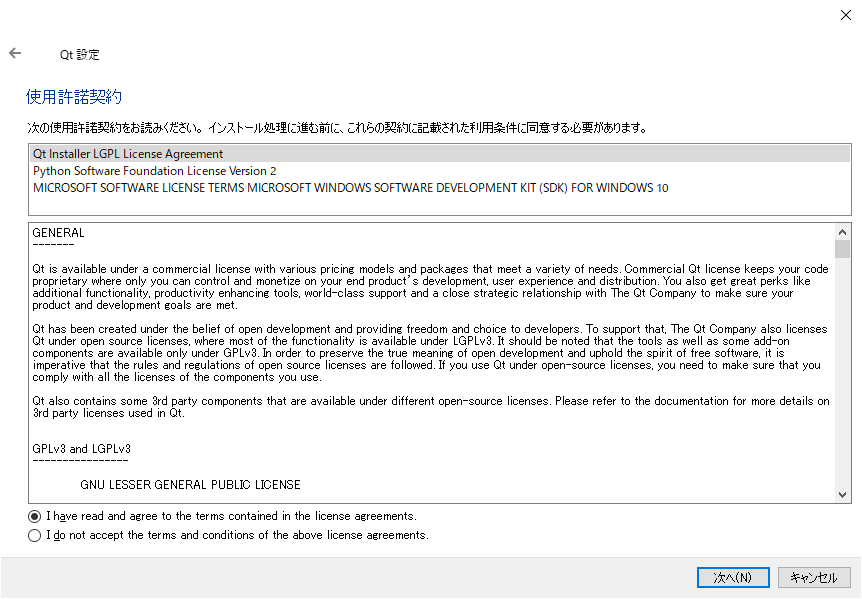 Qt 設定
使用許諾契約
次の使用許諾契約をお読みください。インストール処理に進む前に、これらの契約に記載された利用条件に同意する必要があります。
Qt Installer LGPL License Agreement
Python Software Foundation License Version 2
MICROSOFT SOFTWARE LICENSE TERMS MICROSOFT WINDOWS SOFTWARE DEVELOPMENT KIT (SDK) FOR WINDOWS 10
GENERAL
-------
Qt is available under a commercial license with various pricing models and packages that meet a variety of needs. Commercial Qt license keeps your code
proprietary where only you can control and monetize on your end product's development, user experience and distribution. You also get great perks like
additional functionality, productivity enhancing tools, world-class support and a close strategic relationship with The Qt Company to make sure your
product and development goals are met.
Qt has been created under the belief of open development and providing freedom and choice to developers. To support that, The Qt Company also licenses
Qt under open source licenses, where most of the functionality is available under LGPLv3. It should be noted that the tools as well as some add-on
components are available only under GPLv3. In order to preserve the true meaning of open development and uphold the spirit of free software, it is
imperative that the rules and regulations of open source licenses are followed. If you use Qt under open-source licenses, you need to make sure that you
comply with all the licenses of the components you use.
Qt also contains some 3rd party components that are available under different open-source licenses. Please refer to the documentation for more details on
3rd party licenses used in Qt.
GPLv3 and LGPLv3
----------------
GNU LESSER GENERAL PUBLIC LICENSE
I have read and agree to the terms contained in the license agreements.
I do not accept the terms and conditions of the above license agreements.
次へ(N)
キャンセル